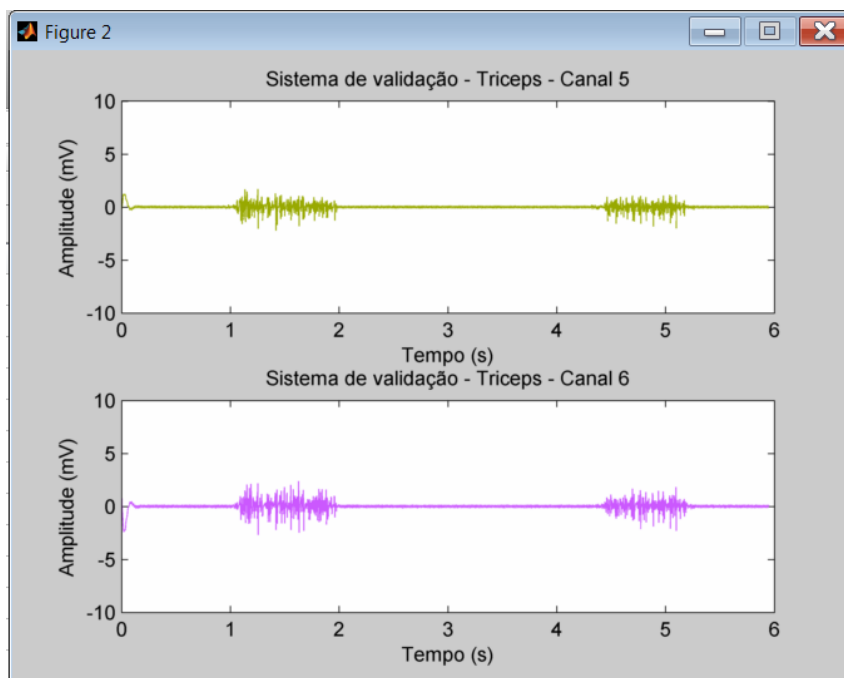 Figure 2
Sistema de validação - Triceps - Canal 5
10
5
0
-5
-10
Amplitude (mV)
0 1 2 3 4 5 6
Tempo (s)
Sistema de validação - Triceps - Canal 6
10
5
0
-5
-10
Amplitude (mV)
0 1 2 3 4 5 6
Tempo (s)